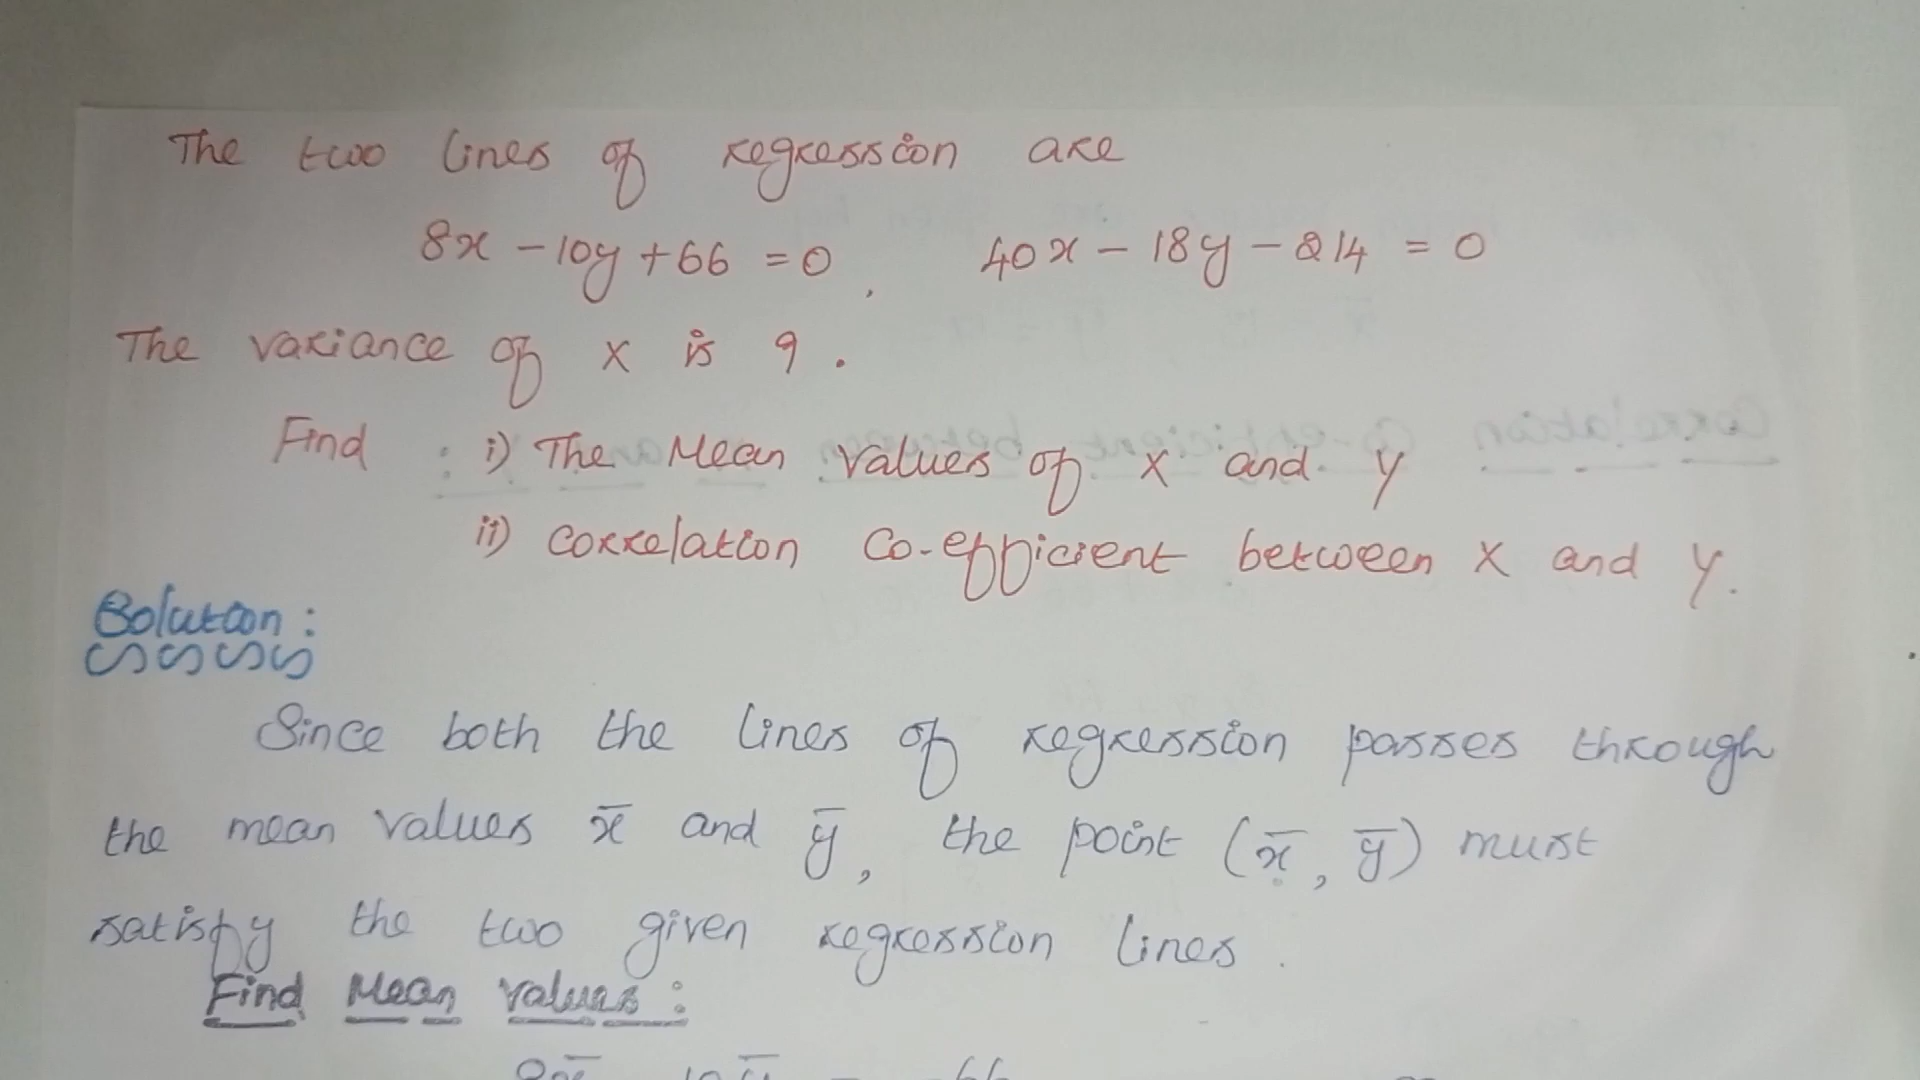 The two lines of regression are
8x - 10y + 66 = 0, 40x - 18y - 214 = 0
The variance of x is 9.
Find : i) The Mean values of x and y
ii) Correlation Co-efficient between x and y.
Solution:
Since both the lines of regression passes through
the mean values x̄ and ȳ, the point (x̄, ȳ) must
satisfy the two given regression lines.
Find Mean values: